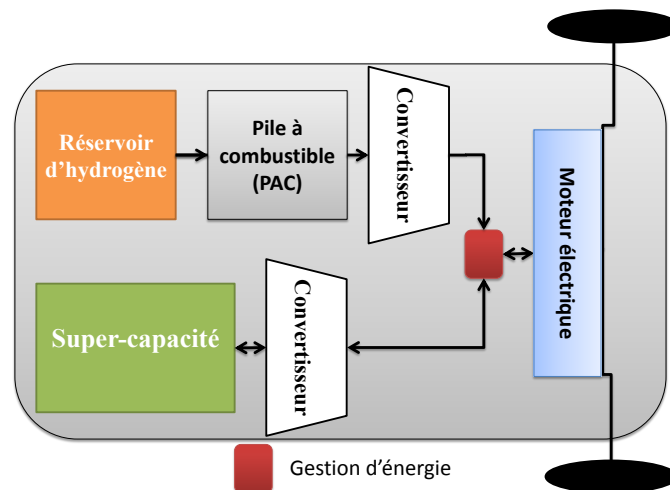 Réservoir
d'hydrogène
Pile à
combustible
(PAC)
Convertisseur
Moteur électrique
Super-capacité
Convertisseur
Gestion d'énergie